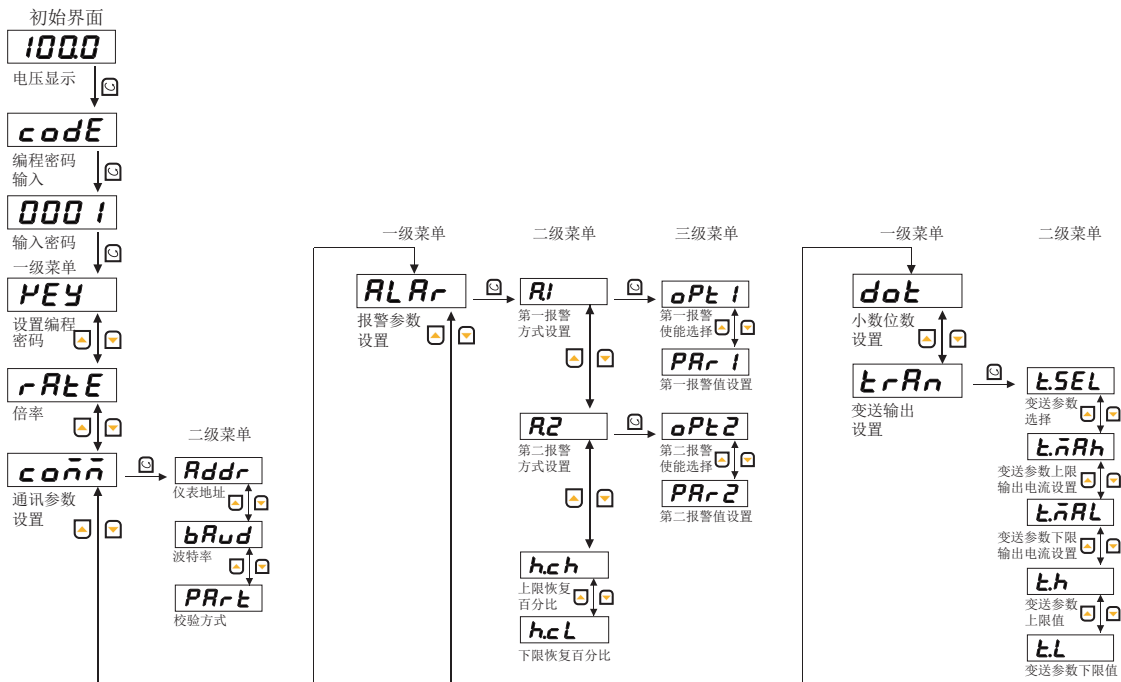 初始界面
100.0
电压显示
codE
编程密码
输入
0001
输入密码
一级菜单
KEY
设置编程
密码
rAtE
倍率
comm
通讯参数
设置
二级菜单
Addr
仪表地址
bAud
波特率
PArt
校验方式
一级菜单
ALAr
报警参数
设置
二级菜单
A.1
第一报警
方式设置
A.2
第二报警
方式设置
h.ch
上限恢复
百分比
h.cL
下限恢复百分比
三级菜单
oPt1
第一报警
使能选择
PAr1
第一报警值设置
oPt2
第二报警
使能选择
PAr2
第二报警值设置
一级菜单
dot
小数位数
设置
trAn
变送输出
设置
二级菜单
t.SEL
变送参数
选择
t.mAh
变送参数上限
输出电流设置
t.mAL
变送参数下限
输出电流设置
t.h
变送参数
上限值
t.L
变送参数下限值